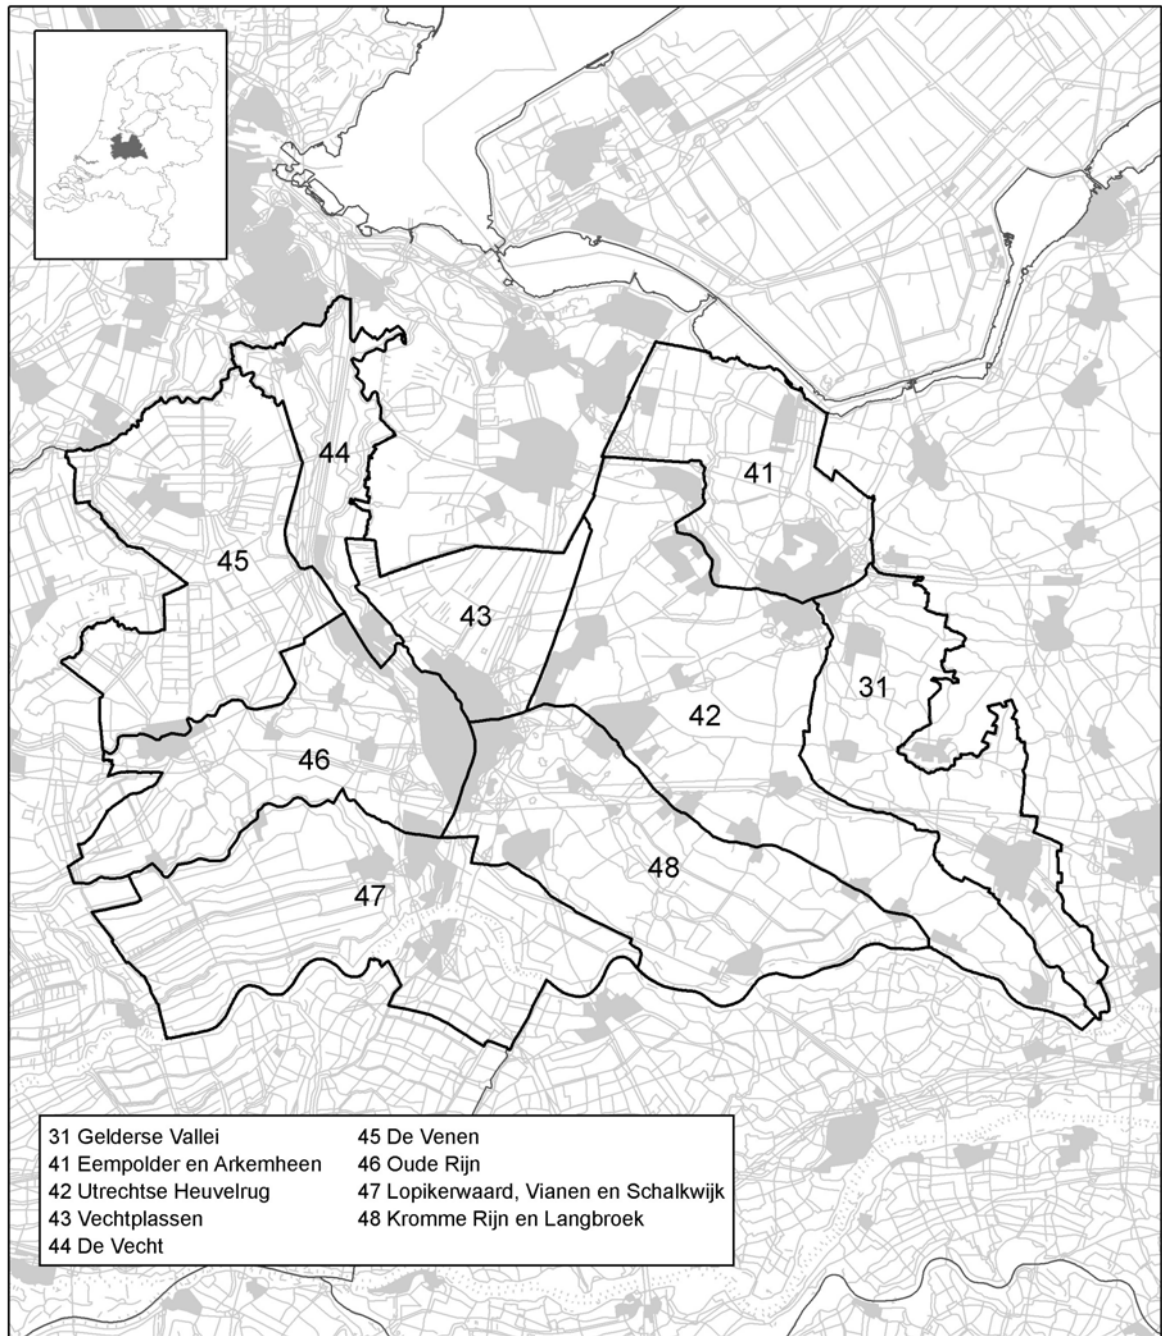 44
41
45
43
31
42
46
48
47
31 Gelderse Vallei
41 Eempolder en Arkemheen
42 Utrechtse Heuvelrug
43 Vechtplassen
44 De Vecht
45 De Venen
46 Oude Rijn
47 Lopikerwaard, Vianen en Schalkwijk
48 Kromme Rijn en Langbroek